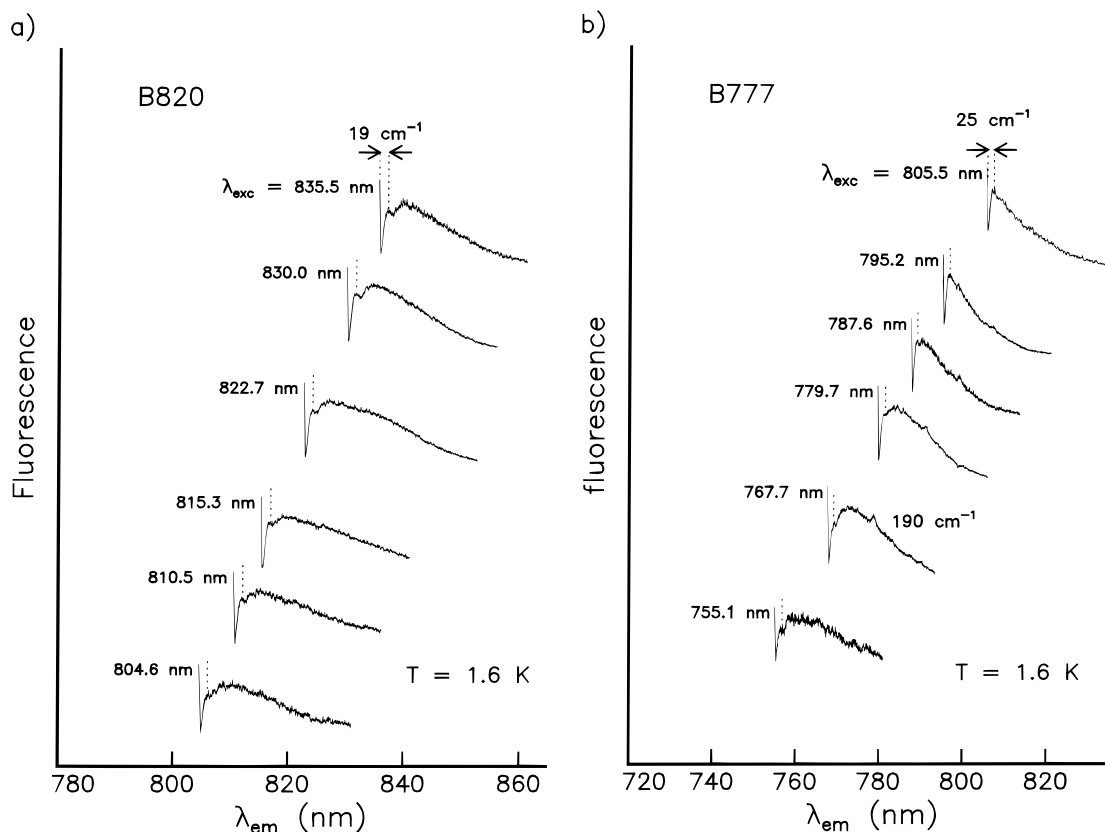 a)
B820
19 cm⁻¹
λexc = 835.5 nm
830.0 nm
822.7 nm
815.3 nm
810.5 nm
804.6 nm
T = 1.6 K
Fluorescence
780 800 820 840 860
λem (nm)
b)
B777
25 cm⁻¹
λexc = 805.5 nm
795.2 nm
787.6 nm
779.7 nm
767.7 nm
190 cm⁻¹
755.1 nm
T = 1.6 K
fluorescence
720 740 760 780 800 820
λem (nm)